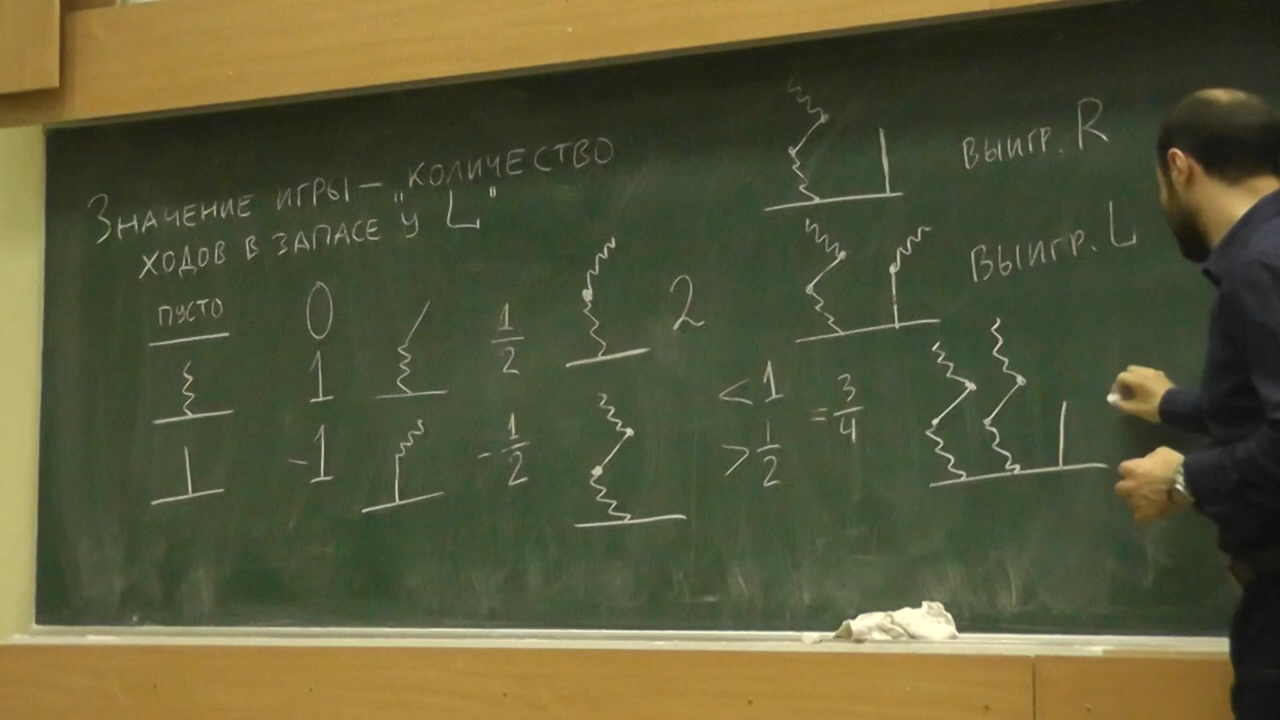 Значение игры – "количество
ходов в запасе у L"
пусто 0
1
-1
1/2
-1/2
2
< 1
> 1/2
= 3/4
выигр. R
выигр. L